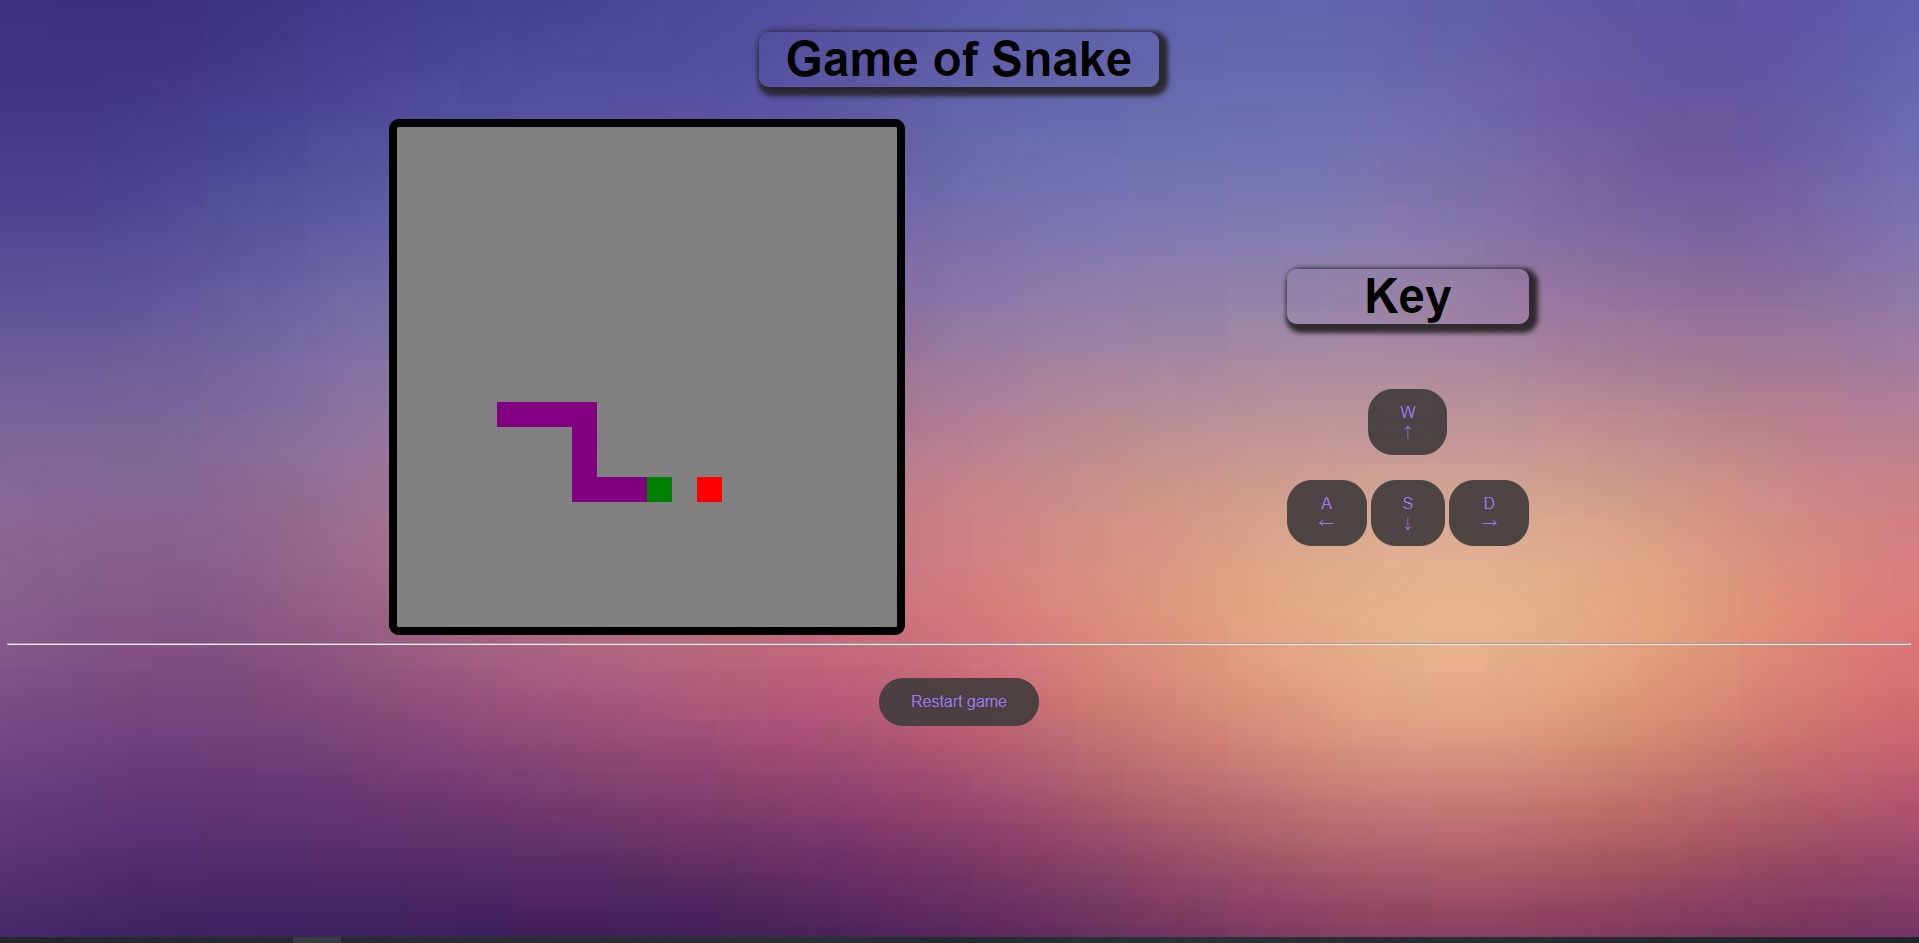 Game of Snake
Key
W
↑
A S D
← ↓ →
Restart game